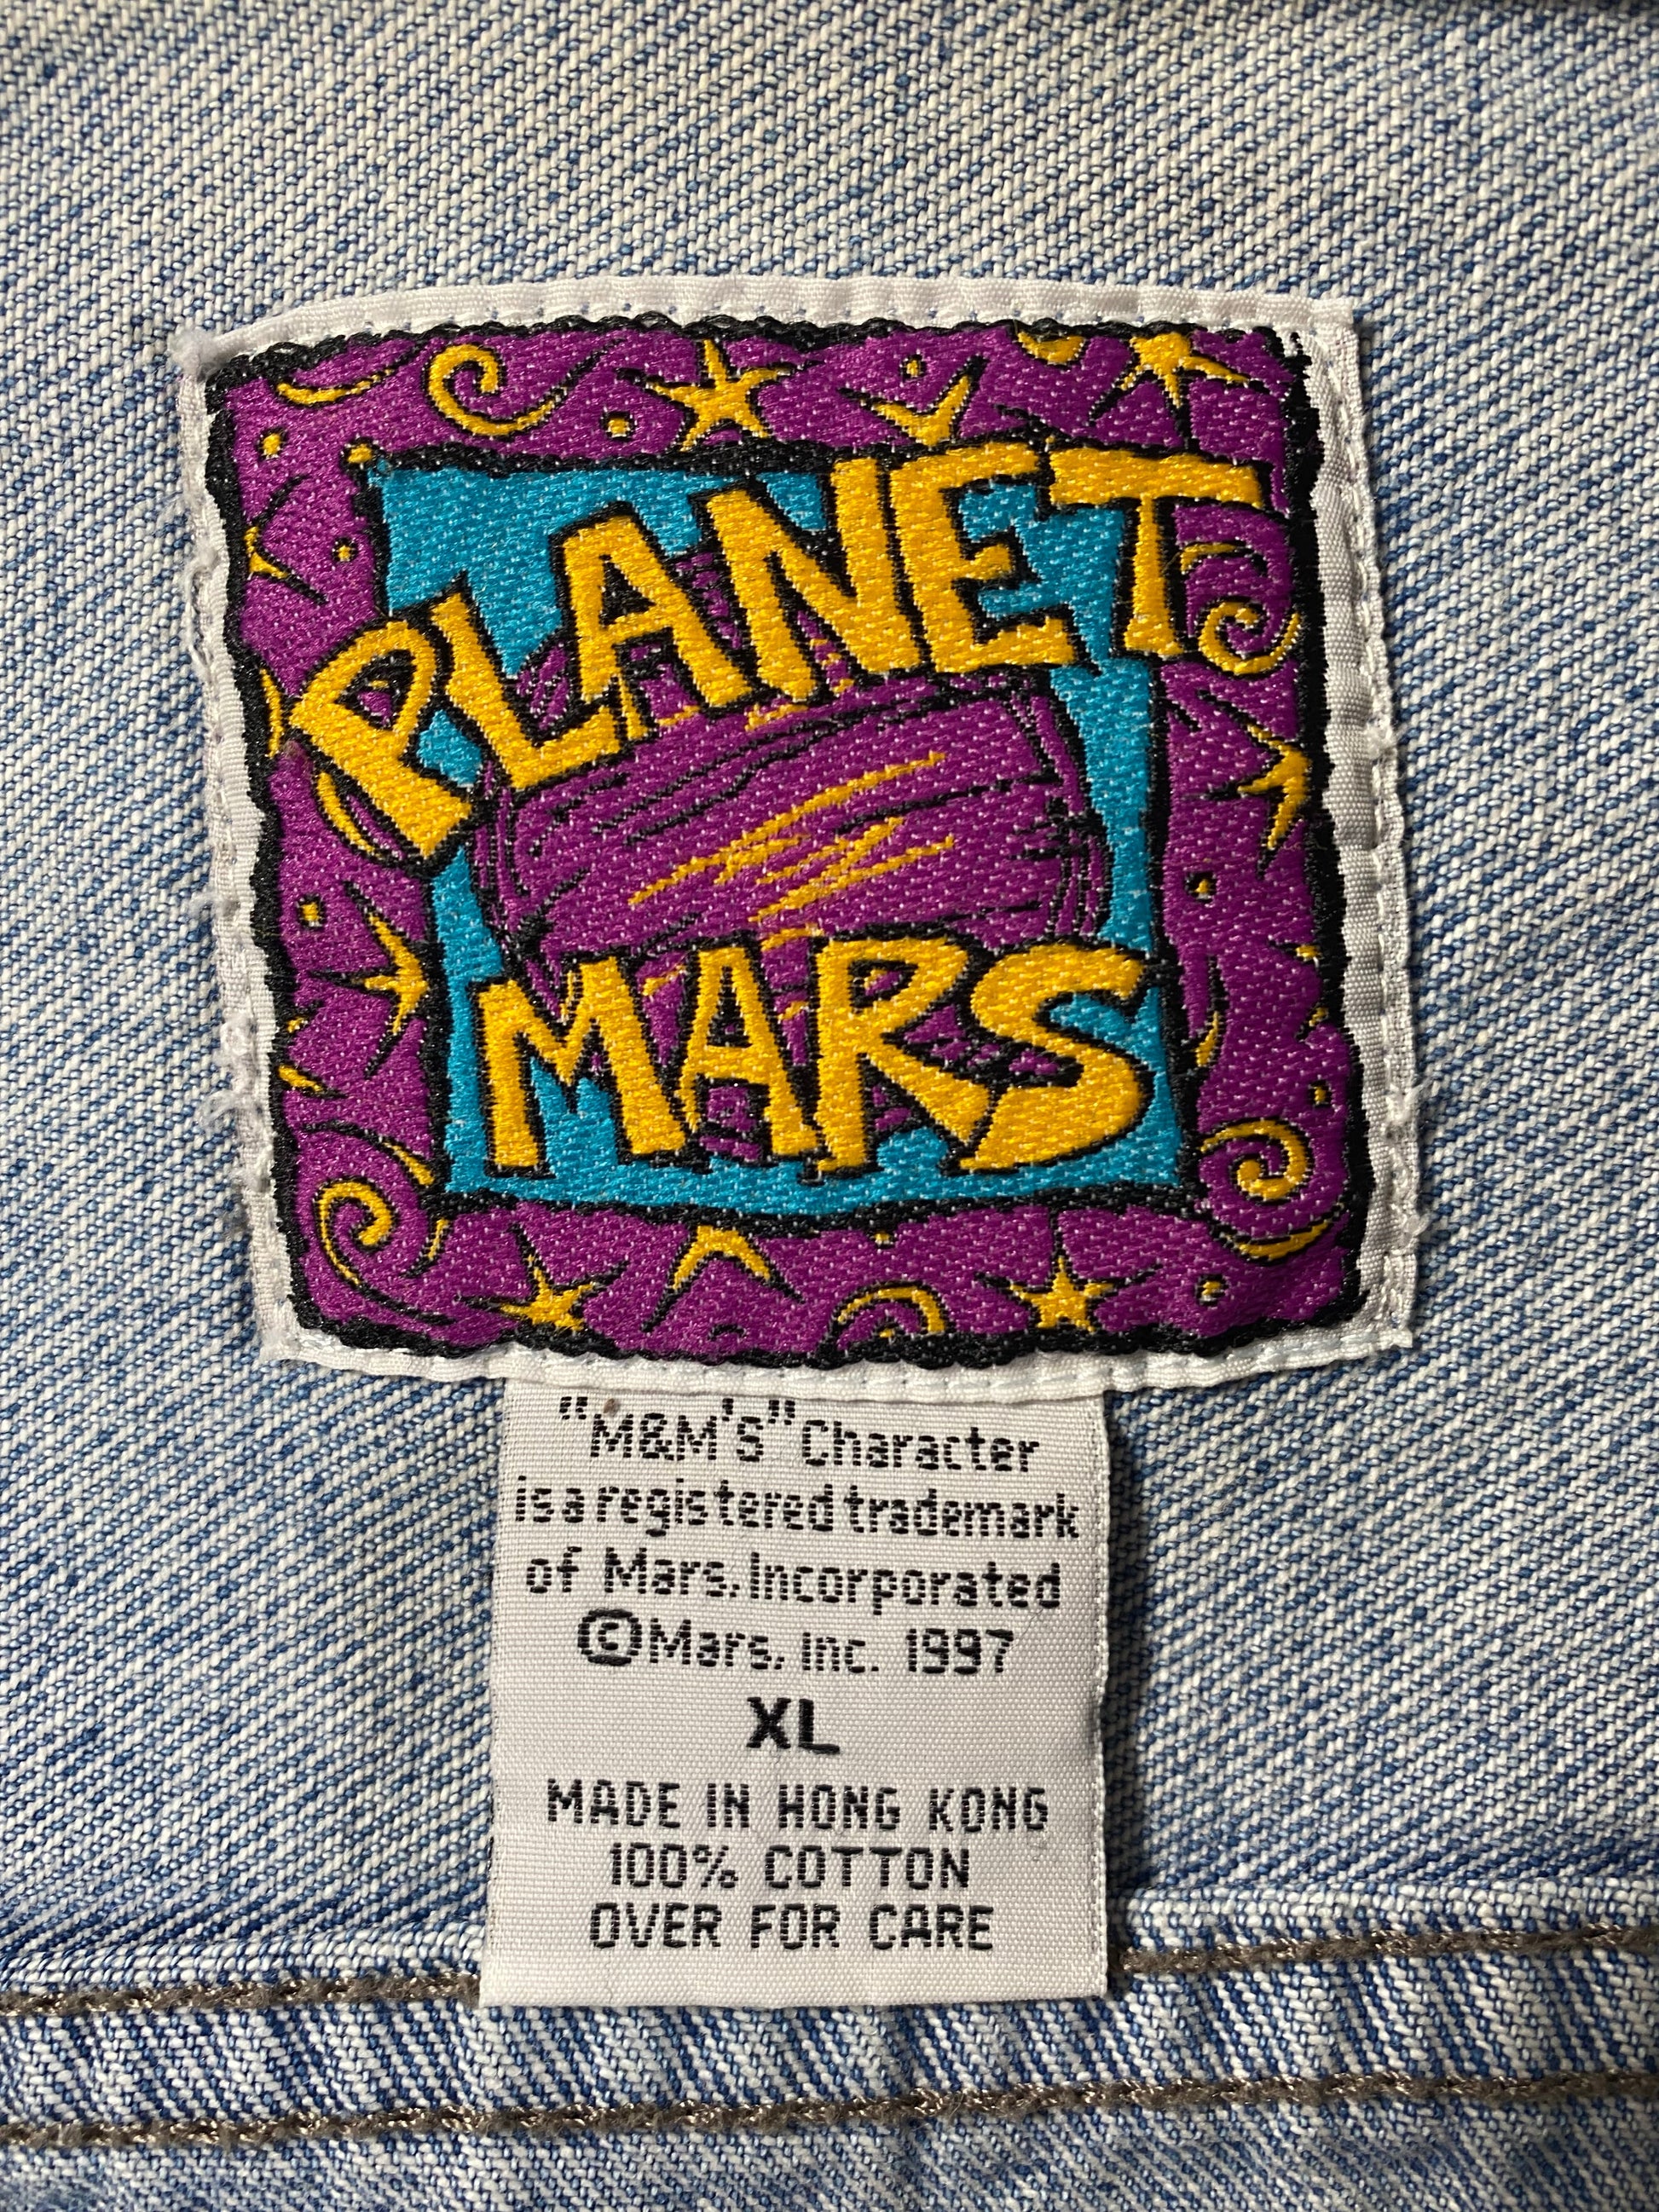 PLANET
MARS
"M&M's" Character
is a registered trademark
of Mars, Incorporated
©Mars, Inc. 1997
XL
MADE IN HONG KONG
100% COTTON
OVER FOR CARE